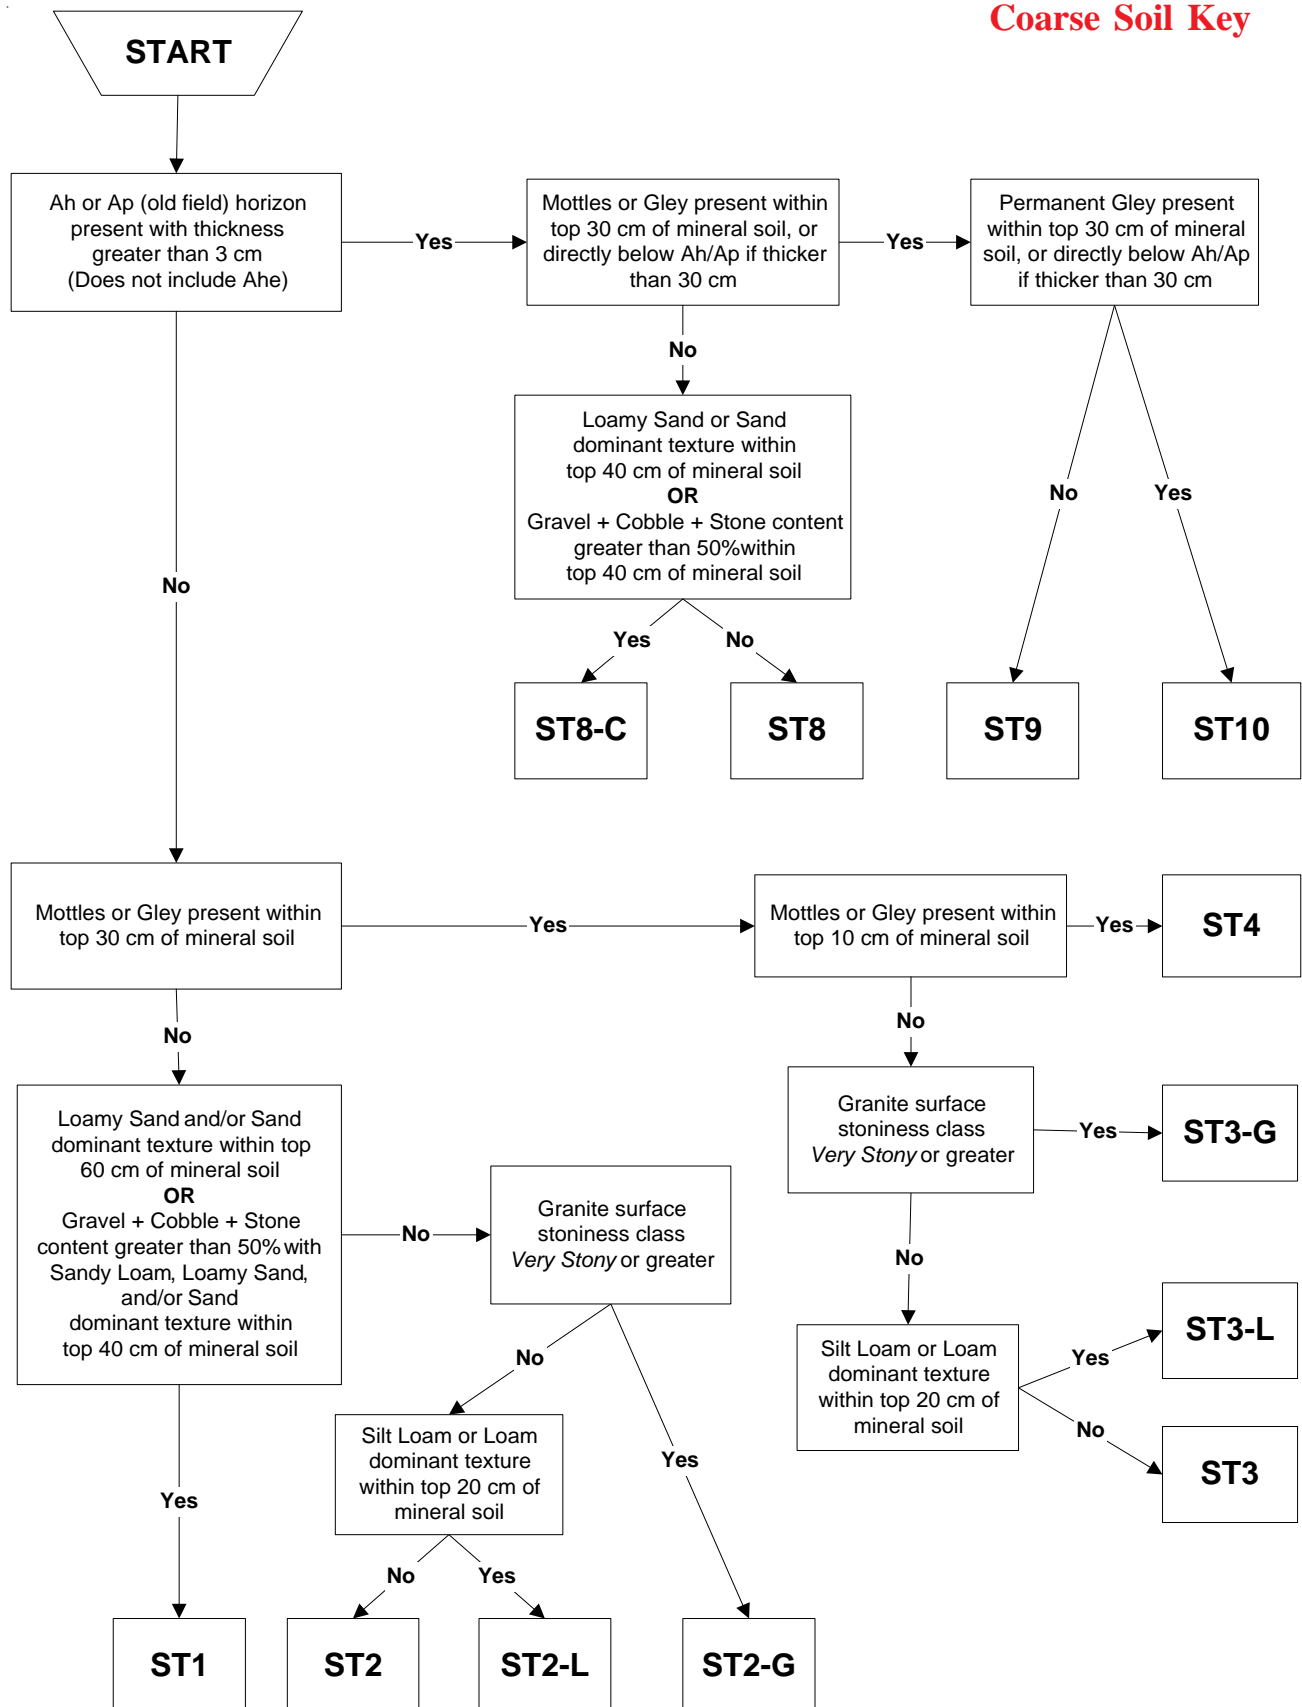 Coarse Soil Key
START
Ah or Ap (old field) horizon
present with thickness
greater than 3 cm
(Does not include Ahe)
Yes
Mottles or Gley present within
top 30 cm of mineral soil, or
directly below Ah/Ap if thicker
than 30 cm
Yes
Permanent Gley present
within top 30 cm of mineral
soil, or directly below Ah/Ap
if thicker than 30 cm
No
Loamy Sand or Sand
dominant texture within
top 40 cm of mineral soil
OR
Gravel + Cobble + Stone content
greater than 50%within
top 40 cm of mineral soil
No
Yes
No
Yes
No
ST8-C
ST8
ST9
ST10
Mottles or Gley present within
top 30 cm of mineral soil
Yes
Mottles or Gley present within
top 10 cm of mineral soil
Yes
ST4
No
No
Loamy Sand and/or Sand
dominant texture within top
60 cm of mineral soil
OR
Gravel + Cobble + Stone
content greater than 50% with
Sandy Loam, Loamy Sand,
and/or Sand
dominant texture within
top 40 cm of mineral soil
Granite surface
stoniness class
Very Stony or greater
Yes
ST3-G
No
Granite surface
stoniness class
Very Stony or greater
No
Silt Loam or Loam
dominant texture
within top 20 cm of
mineral soil
Yes
ST3-L
No
ST3
No
Silt Loam or Loam
dominant texture
within top 20 cm of
mineral soil
Yes
Yes
No
Yes
ST1
ST2
ST2-L
ST2-G